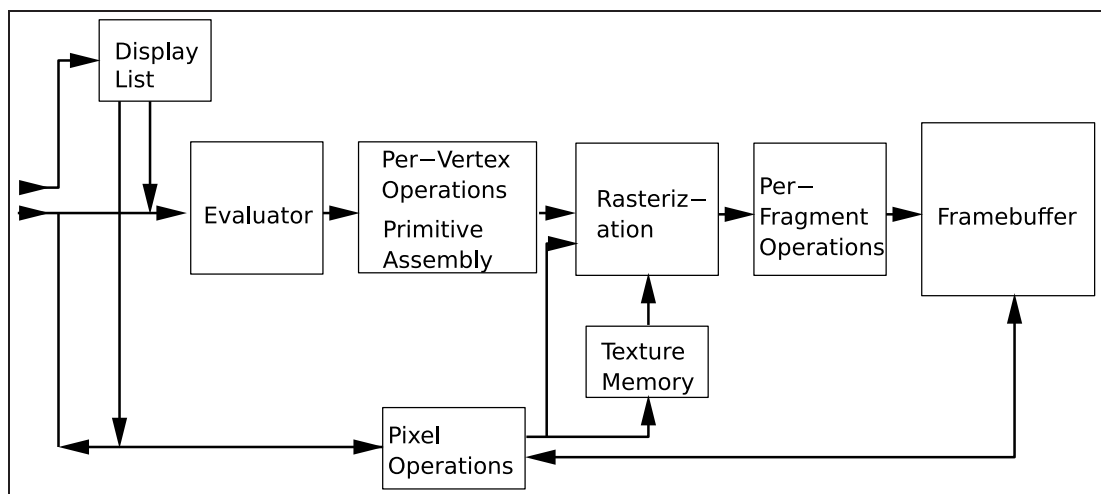 Display
List
Evaluator
Per−Vertex
Operations
Primitive
Assembly
Rasteriz−
ation
Per−
Fragment
Operations
Framebuffer
Texture
Memory
Pixel
Operations